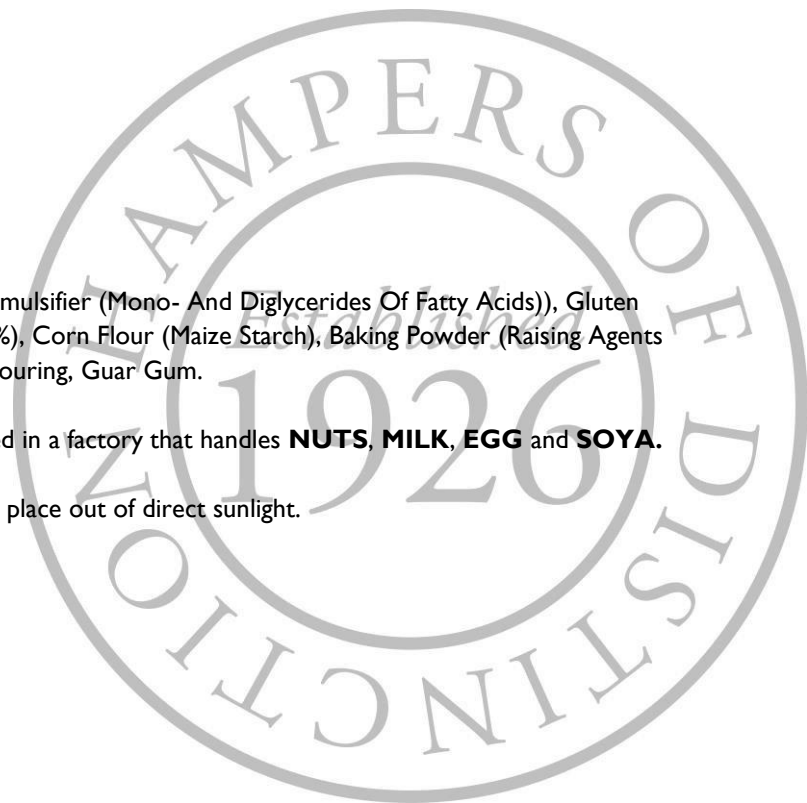 HAMPERS OF DISTINCTION
mulsifier (Mono- And Diglycerides Of Fatty Acids)), Gluten
Established
%), Corn Flour (Maize Starch), Baking Powder (Raising Agents
ouring, Guar Gum.
1926
ed in a factory that handles NUTS, MILK, EGG and SOYA.
place out of direct sunlight.